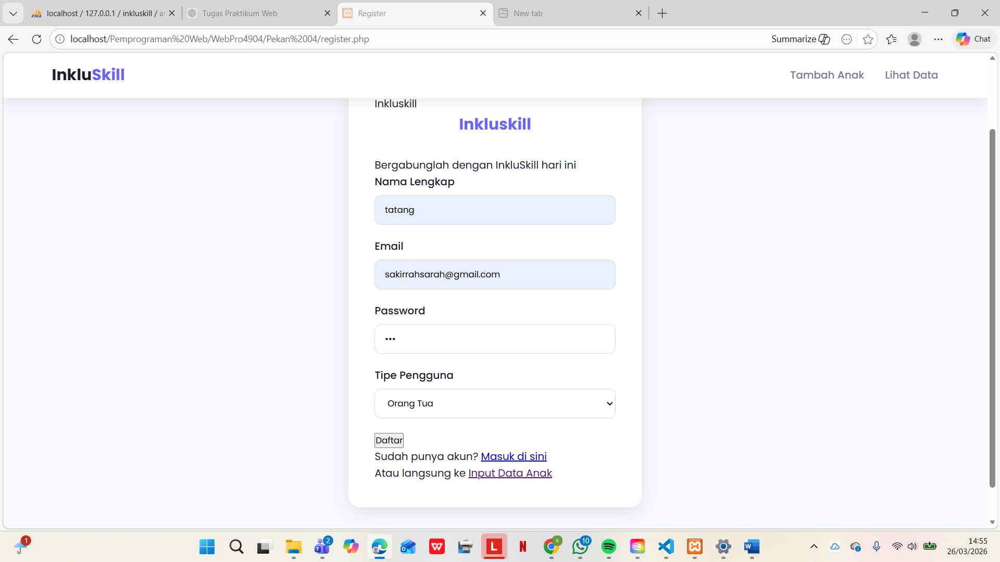 localhost / 127.0.0.1 / inkluskill / an
Tugas Praktikum Web
Register
New tab
localhost/Pemprograman%20Web/WebPro4904/Pekan%2004/register.php
Summarize
Chat
InkluSkill
Tambah Anak
Lihat Data
Inkluskill
Inkluskill
Bergabunglah dengan InkluSkill hari ini
Nama Lengkap
tatang
Email
sakirrahsarah@gmail.com
Password
Tipe Pengguna
Orang Tua
Daftar
Sudah punya akun? Masuk di sini
Atau langsung ke Input Data Anak
1
2
10
14:55
26/03/2026